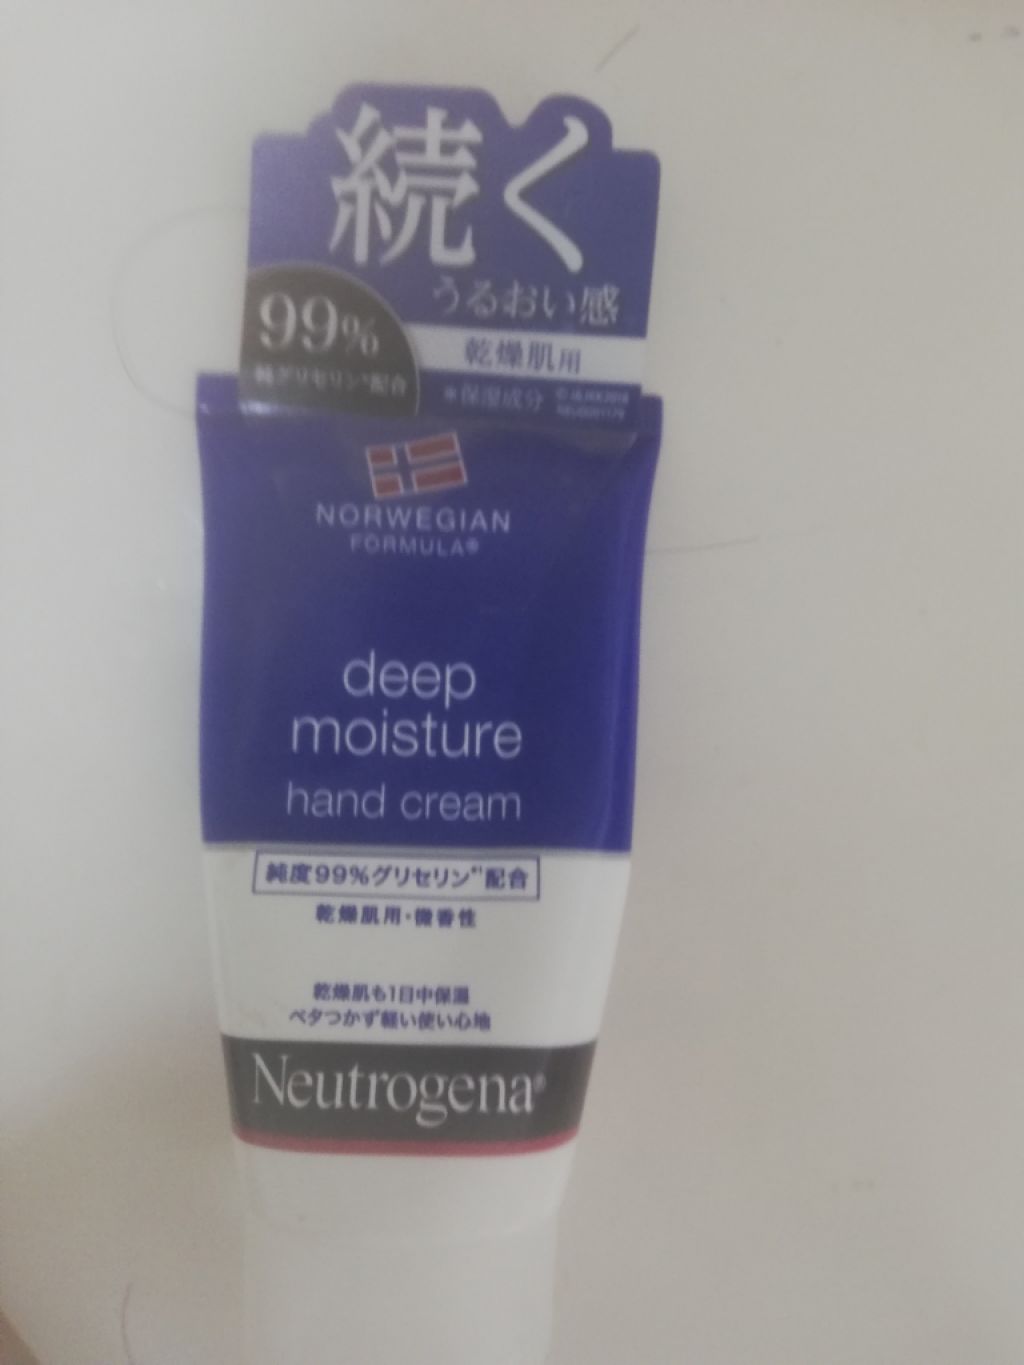 続く
うるおい感
99%
純グリセリン*配合
乾燥肌用
*保湿成分
NORWEGIAN
FORMULA®
deep
moisture
hand cream
純度99%グリセリン*¹配合
乾燥肌用・微香性
乾燥肌も1日中保湿
ベタつかず軽い使い心地
Neutrogena®